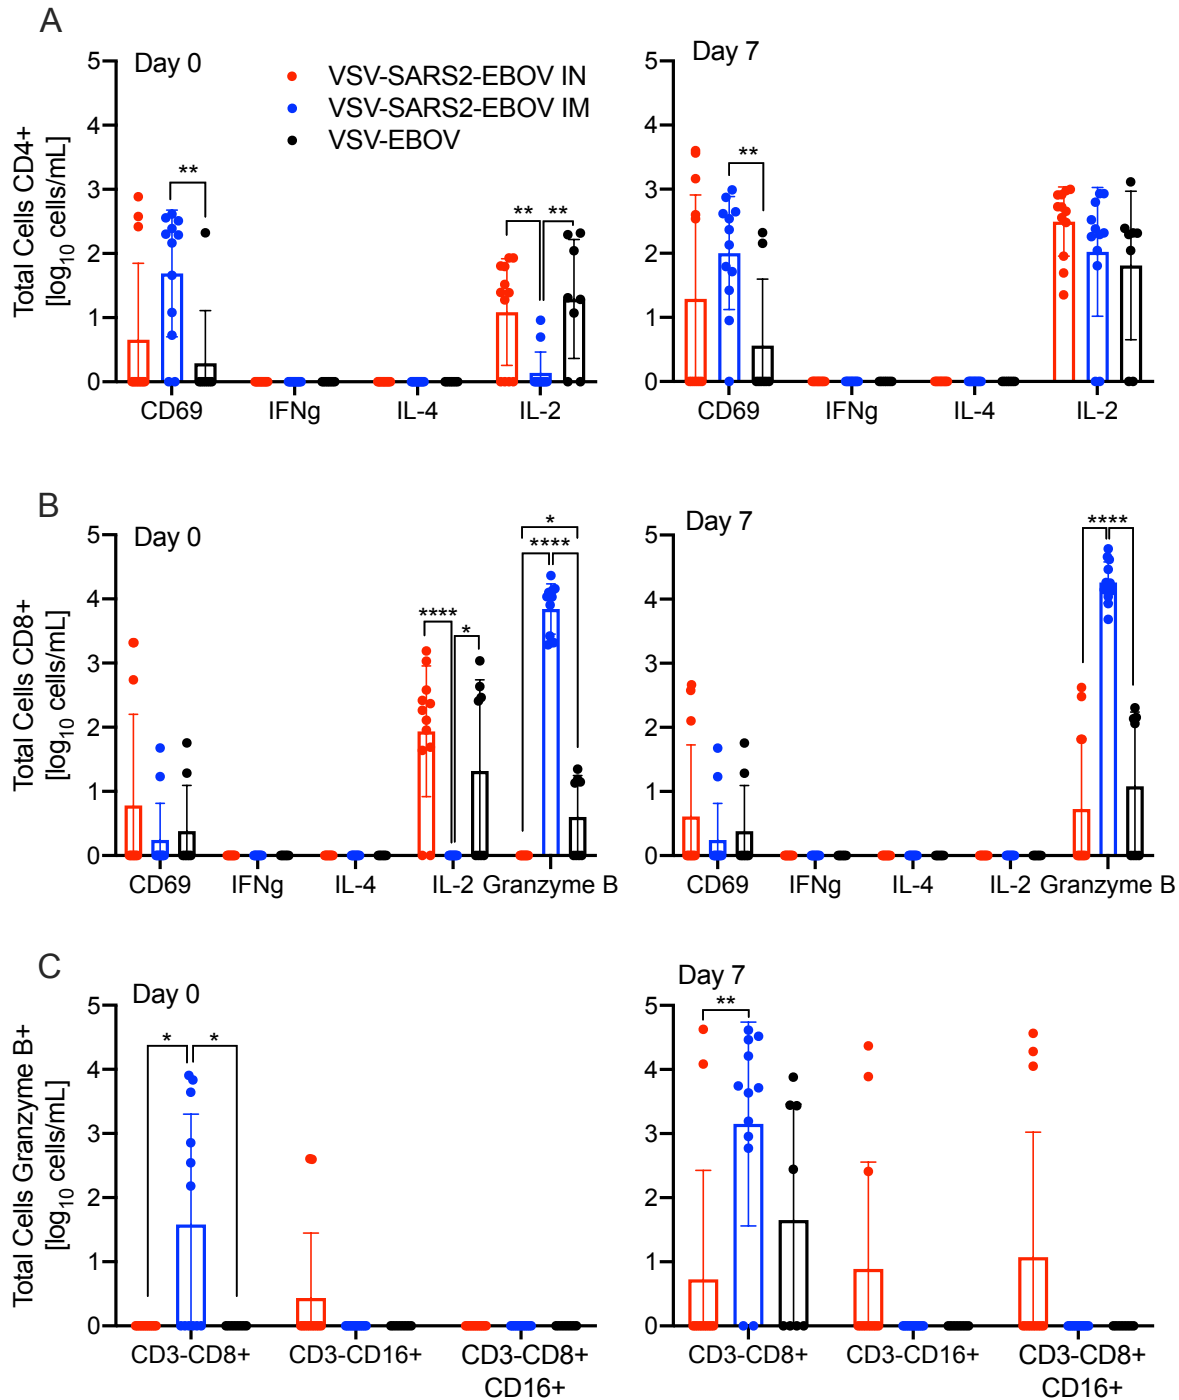 A
Day 0
VSV-SARS2-EBOV IN
VSV-SARS2-EBOV IM
VSV-EBOV
Total Cells CD4+
[log10 cells/mL]
5
4
3
2
1
0
**
**
**
CD69
IFNg
IL-4
IL-2
Day 7
5
4
3
2
1
0
**
CD69
IFNg
IL-4
IL-2
B
Day 0
Total Cells CD8+
[log10 cells/mL]
5
4
3
2
1
0
****
*
*
****
CD69
IFNg
IL-4
IL-2
Granzyme B
Day 7
5
4
3
2
1
0
****
CD69
IFNg
IL-4
IL-2
Granzyme B
C
Day 0
Total Cells Granzyme B+
[log10 cells/mL]
5
4
3
2
1
0
*
*
CD3-CD8+
CD3-CD16+
CD3-CD8+
CD16+
Day 7
5
4
3
2
1
0
**
CD3-CD8+
CD3-CD16+
CD3-CD8+
CD16+